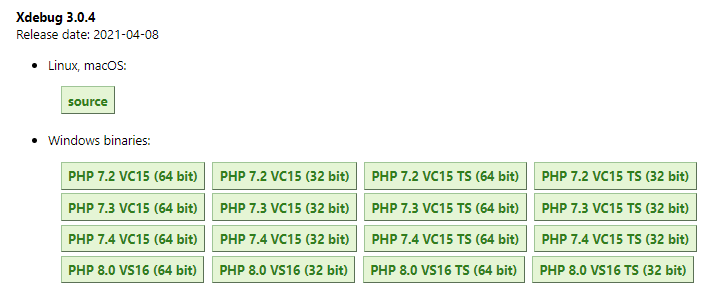 Xdebug 3.0.4
Release date: 2021-04-08
• Linux, macOS:
source
• Windows binaries:
PHP 7.2 VC15 (64 bit) PHP 7.2 VC15 (32 bit) PHP 7.2 VC15 TS (64 bit) PHP 7.2 VC15 TS (32 bit)
PHP 7.3 VC15 (64 bit) PHP 7.3 VC15 (32 bit) PHP 7.3 VC15 TS (64 bit) PHP 7.3 VC15 TS (32 bit)
PHP 7.4 VC15 (64 bit) PHP 7.4 VC15 (32 bit) PHP 7.4 VC15 TS (64 bit) PHP 7.4 VC15 TS (32 bit)
PHP 8.0 VS16 (64 bit) PHP 8.0 VS16 (32 bit) PHP 8.0 VS16 TS (64 bit) PHP 8.0 VS16 TS (32 bit)